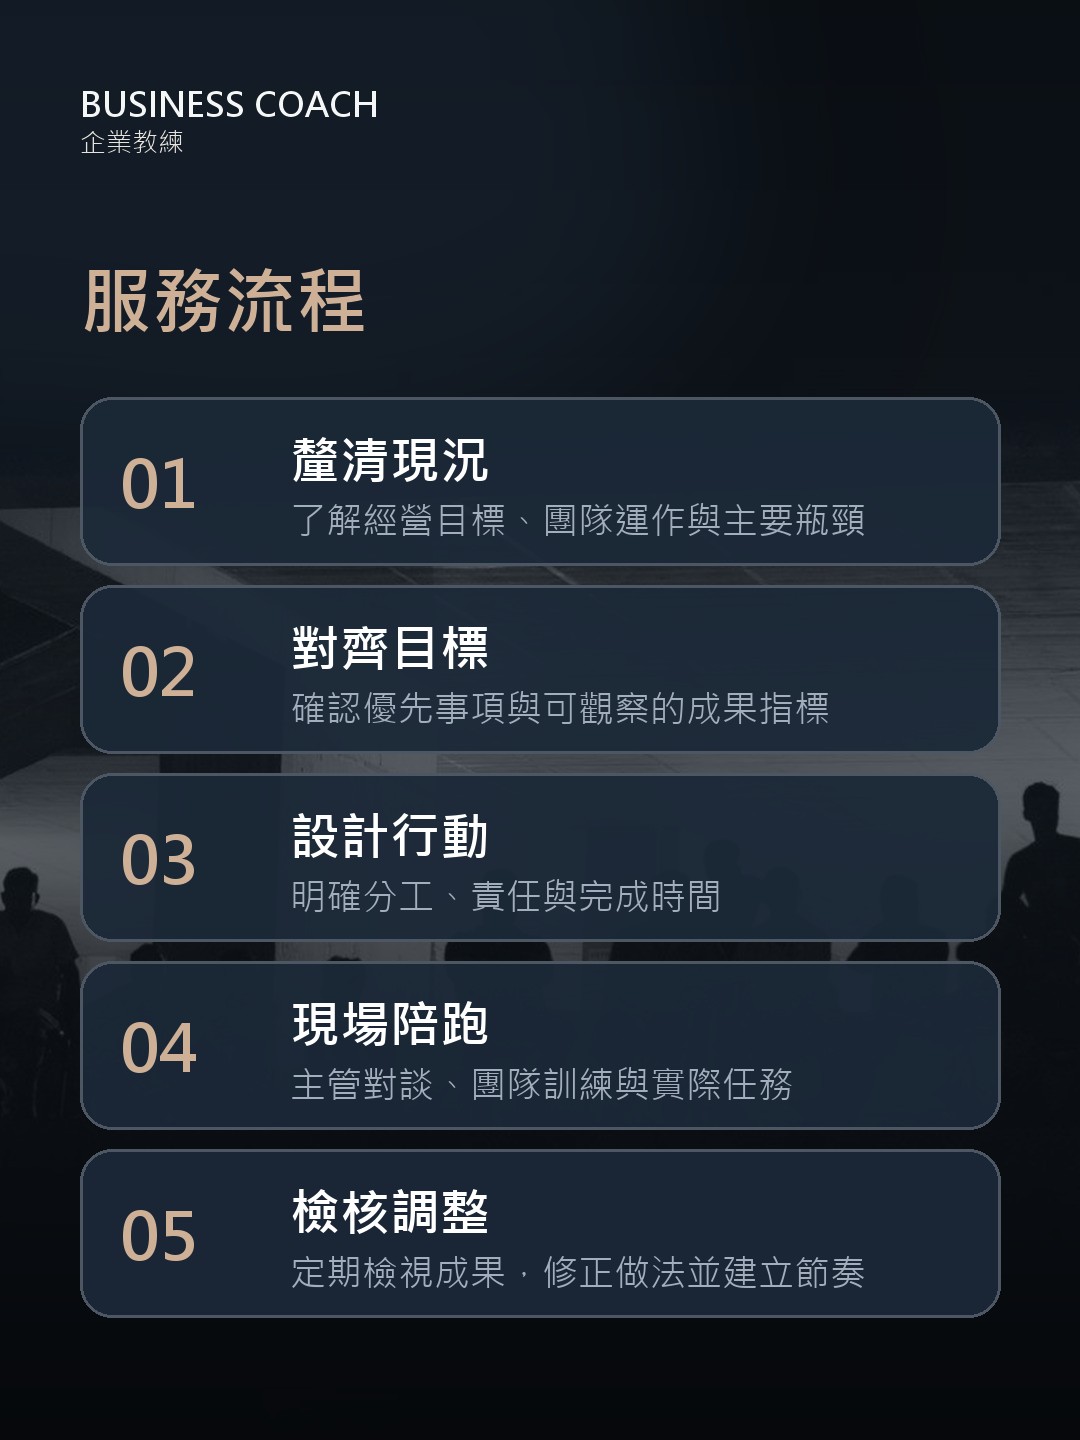 BUSINESS COACH
企業教練
服務流程
01
釐清現況
了解經營目標、團隊運作與主要瓶頸
02
對齊目標
確認優先事項與可觀察的成果指標
03
設計行動
明確分工、責任與完成時間
04
現場陪跑
主管對談、團隊訓練與實際任務
05
檢核調整
定期檢視成果，修正做法並建立節奏